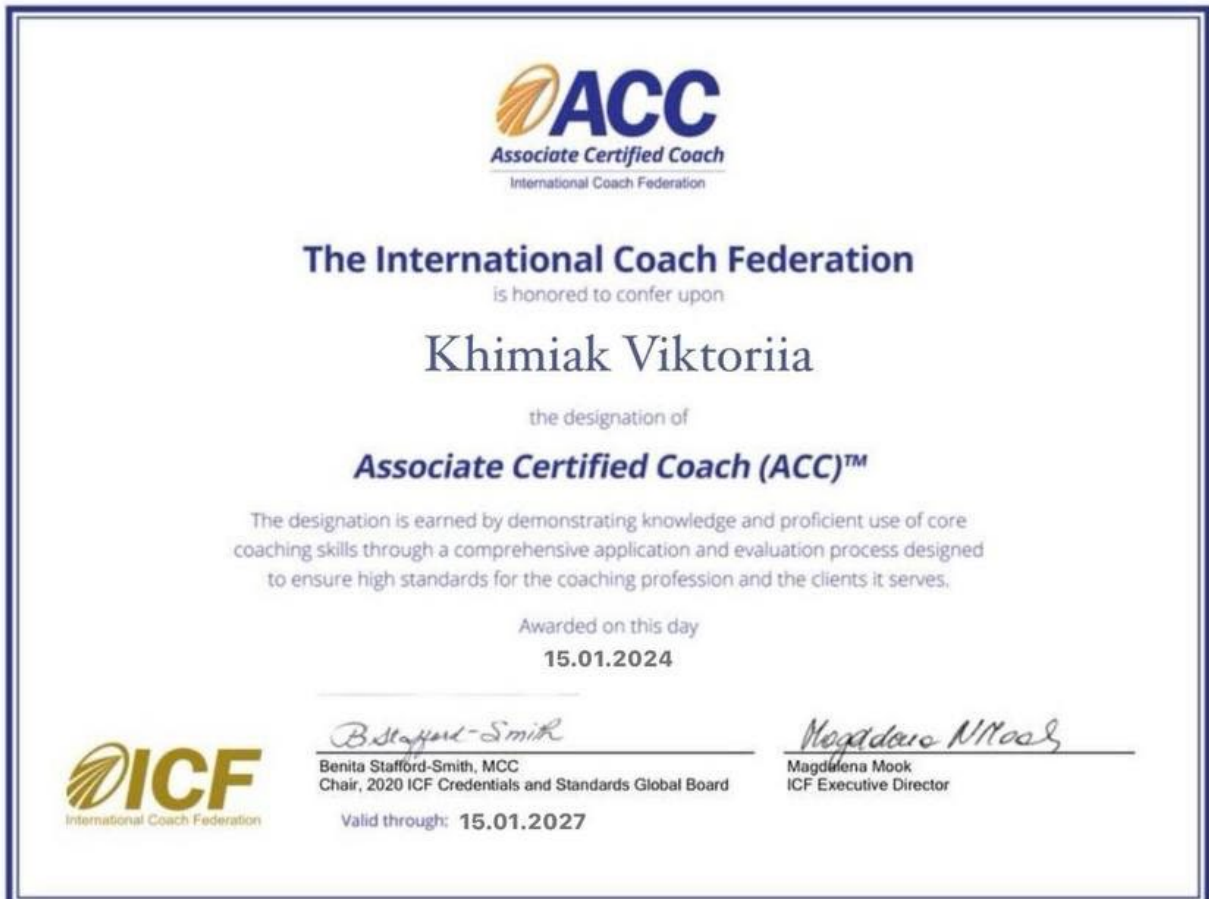 ACC
Associate Certified Coach
International Coach Federation
The International Coach Federation
is honored to confer upon
Khimiak Viktoriia
the designation of
Associate Certified Coach (ACC)™
The designation is earned by demonstrating knowledge and proficient use of core
coaching skills through a comprehensive application and evaluation process designed
to ensure high standards for the coaching profession and the clients it serves.
Awarded on this day
15.01.2024
B Stafford-Smith
Benita Stafford-Smith, MCC
Chair, 2020 ICF Credentials and Standards Global Board
Magdalena N Mook
Magdalena Mook
ICF Executive Director
ICF
International Coach Federation
Valid through: 15.01.2027